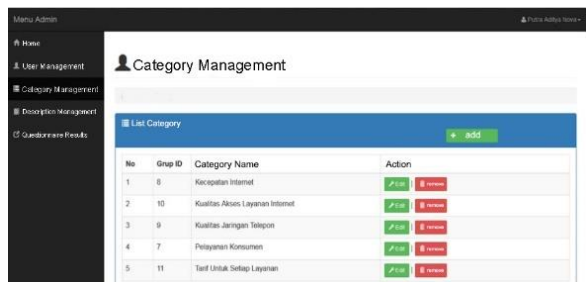 Menu Admin
Putra Aditya Nova
Home
User Management
Category Management
Description Management
Questionnaire Results
Category Management
List Category
+ add
No Grup ID Category Name Action
1 8 Kecepatan Internet Edit | remove
2 10 Kualitas Akses Layanan Internet Edit | remove
3 9 Kualitas Jaringan Telepon Edit | remove
4 7 Pelayanan Konsumen Edit | remove
5 11 Tarif Untuk Setiap Layanan Edit | remove